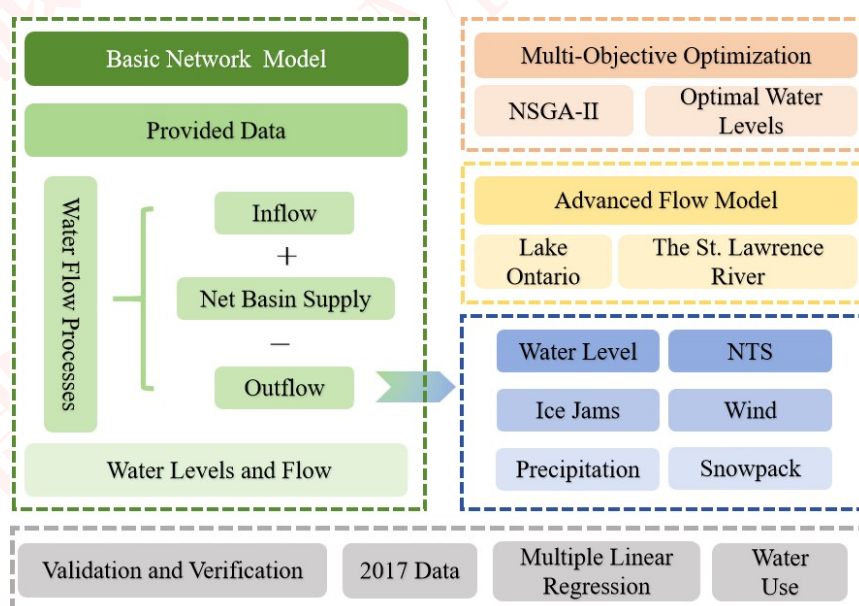 Basic Network Model
Provided Data
Water Flow Processes
Inflow
+
Net Basin Supply
−
Outflow
Water Levels and Flow
Multi-Objective Optimization
NSGA-II
Optimal Water
Levels
Advanced Flow Model
Lake
Ontario
The St. Lawrence
River
Water Level
NTS
Ice Jams
Wind
Precipitation
Snowpack
Validation and Verification
2017 Data
Multiple Linear
Regression
Water
Use